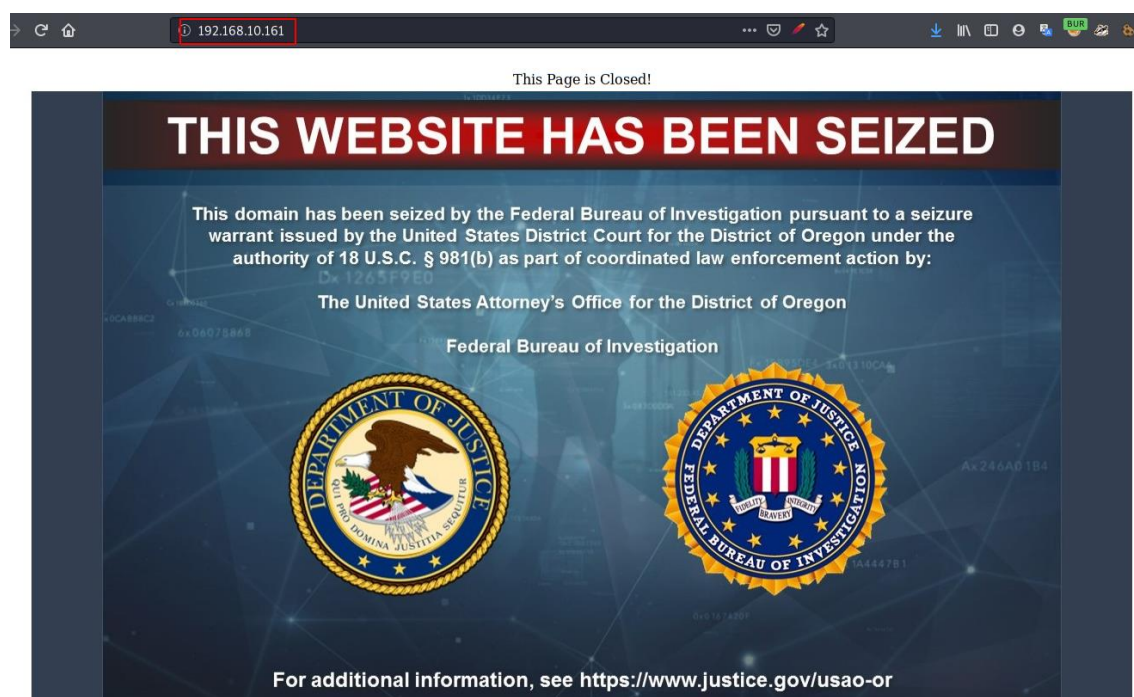 192.168.10.161
BUR
This Page is Closed!
THIS WEBSITE HAS BEEN SEIZED
This domain has been seized by the Federal Bureau of Investigation pursuant to a seizure
warrant issued by the United States District Court for the District of Oregon under the
authority of 18 U.S.C. § 981(b) as part of coordinated law enforcement action by:
Dx 1265F9E0
The United States Attorney's Office for the District of Oregon
6x06078868
Federal Bureau of Investigation
DEPARTMENT OF JUSTICE
QUI PRO DOMINA JUSTITIA SEQUITUR
DEPARTMENT OF JUSTICE
FIDELITY BRAVERY INTEGRITY
FEDERAL BUREAU OF INVESTIGATION
Ax246A01B4
For additional information, see https://www.justice.gov/usao-or